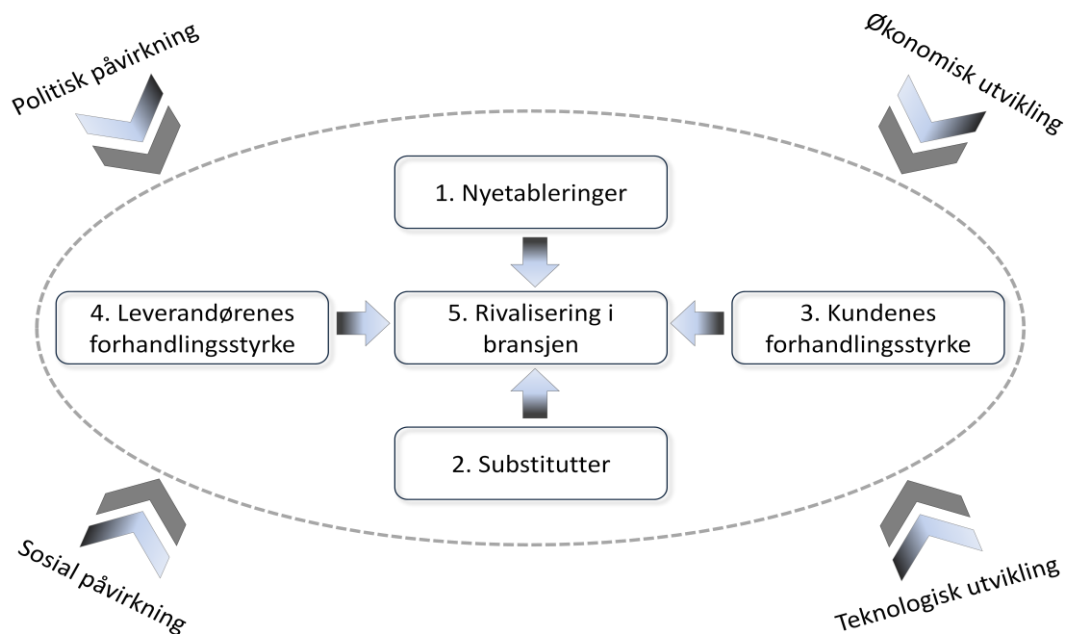 Politisk påvirkning
Økonomisk utvikling
1. Nyetableringer
4. Leverandørenes
forhandlingsstyrke
5. Rivalisering i
bransjen
3. Kundenes
forhandlingsstyrke
2. Substitutter
Sosial påvirkning
Teknologisk utvikling